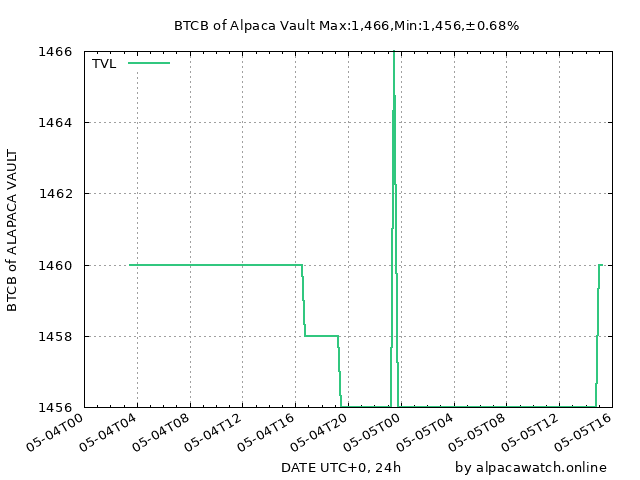 BTCB of Alpaca Vault Max:1,466,Min:1,456,±0.68%
TVL
BTCB of ALAPACA VAULT
1466
1464
1462
1460
1458
1456
05-04T00
05-04T04
05-04T08
05-04T12
05-04T16
05-04T20
05-05T00
05-05T04
05-05T08
05-05T12
05-05T16
DATE UTC+0, 24h
by alpacawatch.online